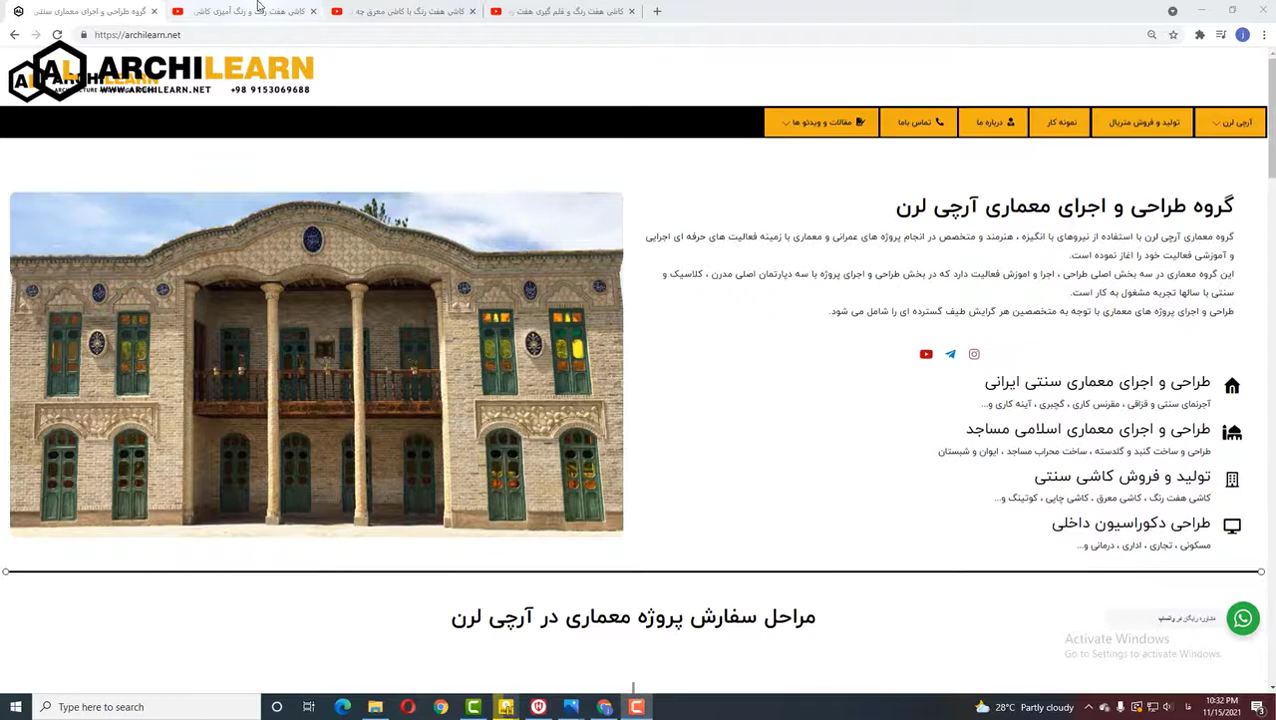 گروه طراحی و اجرای معماری سنتی
کاشی هفت رنگ و رنگ آمیزی کاشی
کاشی هفت رنگ با کاشی معرق چه
کاشی هفت رنگ و قلم گیری هفت
https://archilearn.net
ARCHILEARN
WWW.ARCHILEARN.NET +98 9153069688
آرچی لرن
تولید و فروش متریال
نمونه کار
درباره ما
تماس باما
مقالات و ویدئو ها
گروه طراحی و اجرای معماری آرچی لرن
گروه معماری آرچی لرن با استفاده از نیروهای با انگیزه ، هنرمند و متخصص در انجام پروژه های عمرانی و معماری با زمینه فعالیت های حرفه ای اجرایی
و آموزشی فعالیت خود را اغاز نموده است.
این گروه معماری در سه بخش اصلی طراحی ، اجرا و اموزش فعالیت دارد که در بخش طراحی و اجرای پروژه با سه دپارتمان اصلی مدرن ، کلاسیک و
سنتی با سالها تجربه مشغول به کار است.
طراحی و اجرای پروژه های معماری با توجه به متخصصین هر گرایش طیف گسترده ای را شامل می شود.
طراحی و اجرای معماری سنتی ایرانی
آجرنمای سنتی و قزاقی ، مقرنس کاری ، گچبری ، آینه کاری و...
طراحی و اجرای معماری اسلامی مساجد
طراحی و ساخت گنبد و گلدسته ، ساخت محراب مساجد ، ایوان و شبستان
تولید و فروش کاشی سنتی
کاشی هفت رنگ ، کاشی معرق ، کاشی چاپی ، کوتینگ و...
طراحی دکوراسیون داخلی
مسکونی ، تجاری ، اداری ، درمانی و...
مراحل سفارش پروژه معماری در آرچی لرن
مشاوره رایگان در واتساپ
Activate Windows
Go to Settings to activate Windows.
Type here to search
28°C Partly cloudy
10:32 PM
11/15/2021